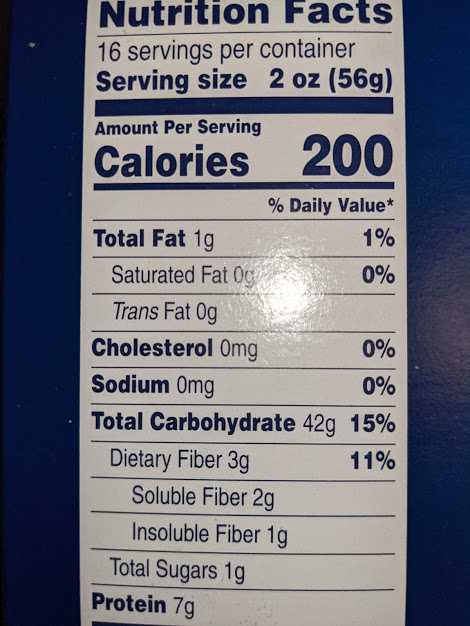 Nutrition Facts
16 servings per container
Serving size 2 oz (56g)
Amount Per Serving
Calories 200
% Daily Value*
Total Fat 1g 1%
Saturated Fat 0g 0%
Trans Fat 0g
Cholesterol 0mg 0%
Sodium 0mg 0%
Total Carbohydrate 42g 15%
Dietary Fiber 3g 11%
Soluble Fiber 2g
Insoluble Fiber 1g
Total Sugars 1g
Protein 7g